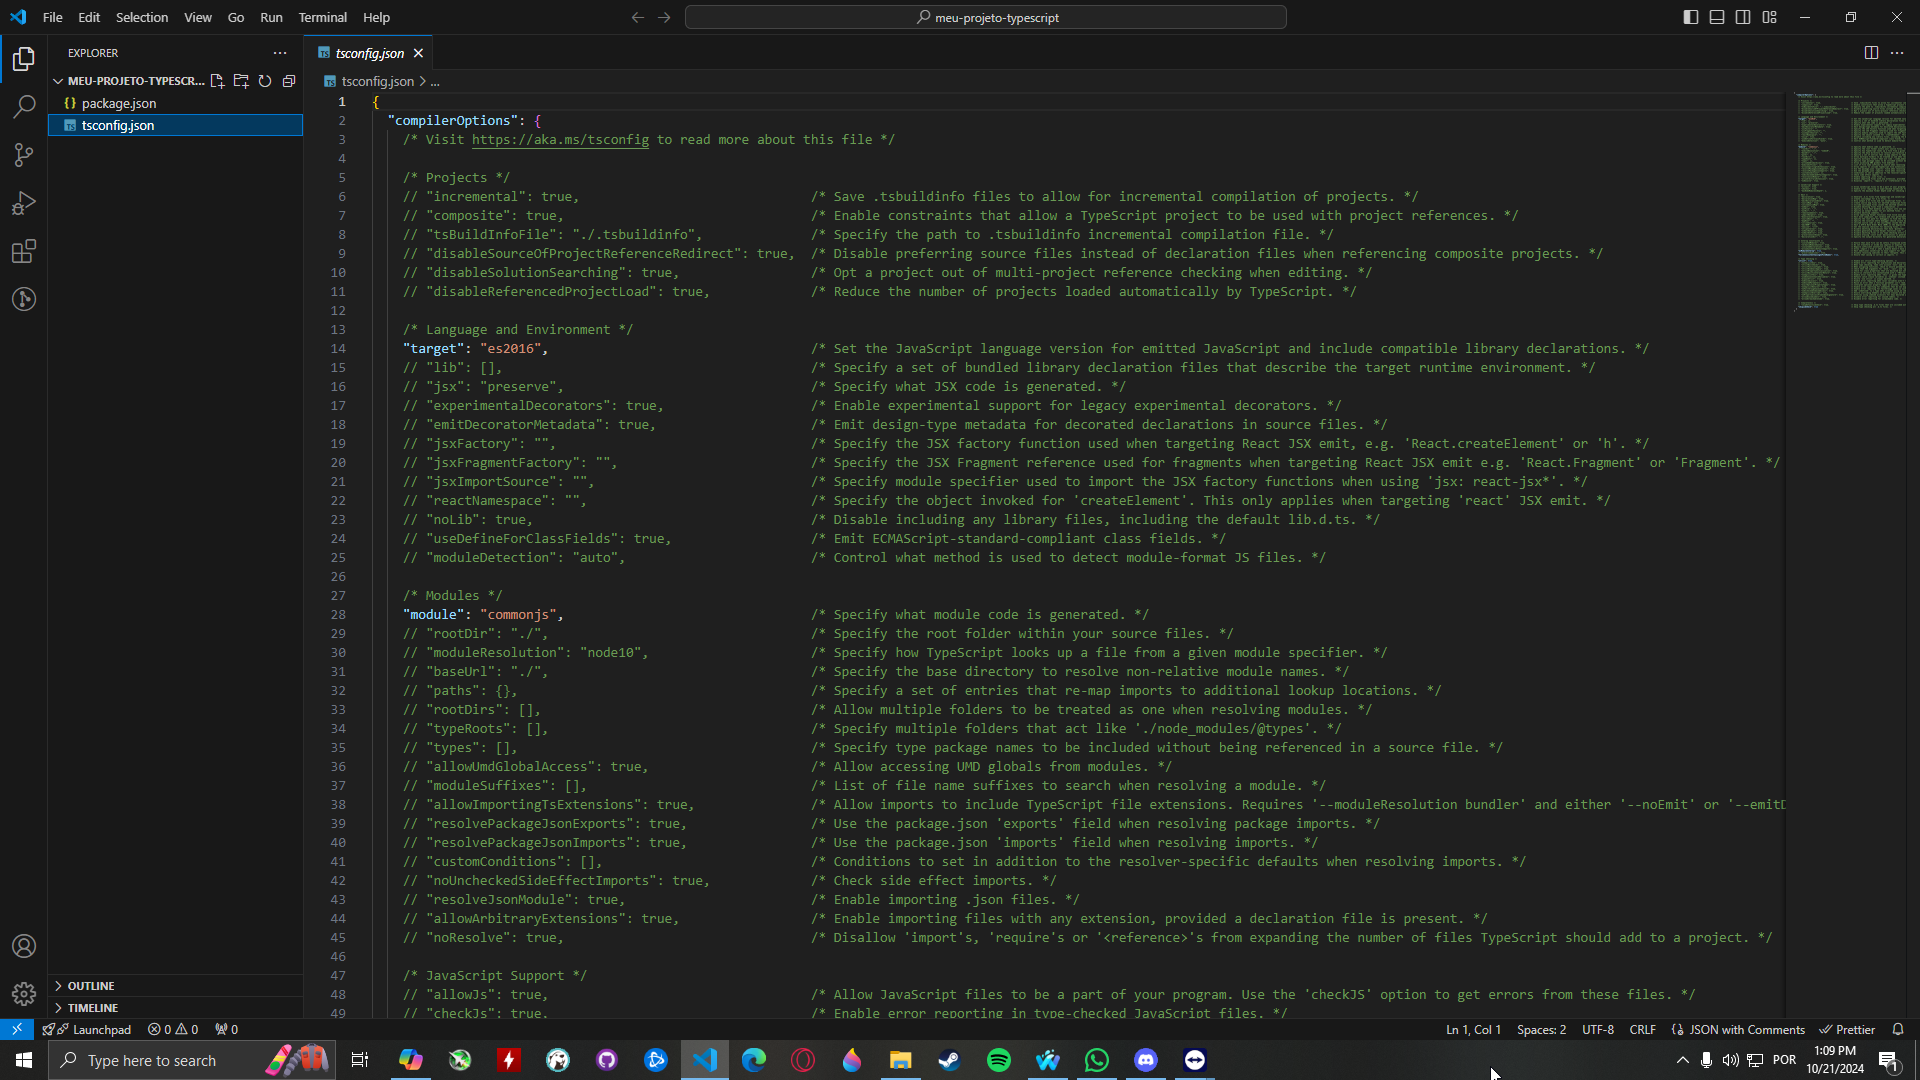 File Edit Selection View Go Run Terminal Help
meu-projeto-typescript
EXPLORER
MEU-PROJETO-TYPESCR...
package.json
tsconfig.json
OUTLINE
TIMELINE
tsconfig.json
tsconfig.json > ...
1 {
2 "compilerOptions": {
3 /* Visit https://aka.ms/tsconfig to read more about this file */
4
5 /* Projects */
6 // "incremental": true, /* Save .tsbuildinfo files to allow for incremental compilation of projects. */
7 // "composite": true, /* Enable constraints that allow a TypeScript project to be used with project references. */
8 // "tsBuildInfoFile": "./.tsbuildinfo", /* Specify the path to .tsbuildinfo incremental compilation file. */
9 // "disableSourceOfProjectReferenceRedirect": true, /* Disable preferring source files instead of declaration files when referencing composite projects. */
10 // "disableSolutionSearching": true, /* Opt a project out of multi-project reference checking when editing. */
11 // "disableReferencedProjectLoad": true, /* Reduce the number of projects loaded automatically by TypeScript. */
12
13 /* Language and Environment */
14 "target": "es2016", /* Set the JavaScript language version for emitted JavaScript and include compatible library declarations. */
15 // "lib": [], /* Specify a set of bundled library declaration files that describe the target runtime environment. */
16 // "jsx": "preserve", /* Specify what JSX code is generated. */
17 // "experimentalDecorators": true, /* Enable experimental support for legacy experimental decorators. */
18 // "emitDecoratorMetadata": true, /* Emit design-type metadata for decorated declarations in source files. */
19 // "jsxFactory": "", /* Specify the JSX factory function used when targeting React JSX emit, e.g. 'React.createElement' or 'h'. */
20 // "jsxFragmentFactory": "", /* Specify the JSX Fragment reference used for fragments when targeting React JSX emit e.g. 'React.Fragment' or 'Fragment'. */
21 // "jsxImportSource": "", /* Specify module specifier used to import the JSX factory functions when using 'jsx: react-jsx*'. */
22 // "reactNamespace": "", /* Specify the object invoked for 'createElement'. This only applies when targeting 'react' JSX emit. */
23 // "noLib": true, /* Disable including any library files, including the default lib.d.ts. */
24 // "useDefineForClassFields": true, /* Emit ECMAScript-standard-compliant class fields. */
25 // "moduleDetection": "auto", /* Control what method is used to detect module-format JS files. */
26
27 /* Modules */
28 "module": "commonjs", /* Specify what module code is generated. */
29 // "rootDir": "./", /* Specify the root folder within your source files. */
30 // "moduleResolution": "node10", /* Specify how TypeScript looks up a file from a given module specifier. */
31 // "baseUrl": "./", /* Specify the base directory to resolve non-relative module names. */
32 // "paths": {}, /* Specify a set of entries that re-map imports to additional lookup locations. */
33 // "rootDirs": [], /* Allow multiple folders to be treated as one when resolving modules. */
34 // "typeRoots": [], /* Specify multiple folders that act like './node_modules/@types'. */
35 // "types": [], /* Specify type package names to be included without being referenced in a source file. */
36 // "allowUmdGlobalAccess": true, /* Allow accessing UMD globals from modules. */
37 // "moduleSuffixes": [], /* List of file name suffixes to search when resolving a module. */
38 // "allowImportingTsExtensions": true, /* Allow imports to include TypeScript file extensions. Requires '--moduleResolution bundler' and either '--noEmit' or '--emitD
39 // "resolvePackageJsonExports": true, /* Use the package.json 'exports' field when resolving package imports. */
40 // "resolvePackageJsonImports": true, /* Use the package.json 'imports' field when resolving imports. */
41 // "customConditions": [], /* Conditions to set in addition to the resolver-specific defaults when resolving imports. */
42 // "noUncheckedSideEffectImports": true, /* Check side effect imports. */
43 // "resolveJsonModule": true, /* Enable importing .json files. */
44 // "allowArbitraryExtensions": true, /* Enable importing files with any extension, provided a declaration file is present. */
45 // "noResolve": true, /* Disallow 'import's, 'require's or '<reference>'s from expanding the number of files TypeScript should add to a project. */
46
47 /* JavaScript Support */
48 // "allowJs": true, /* Allow JavaScript files to be a part of your program. Use the 'checkJS' option to get errors from these files. */
49 // "checkJs": true, /* Enable error reporting in type-checked JavaScript files. */
Launchpad 0 0 0
Ln 1, Col 1 Spaces: 2 UTF-8 CRLF JSON with Comments Prettier
Type here to search
POR
1:09 PM
10/21/2024
1